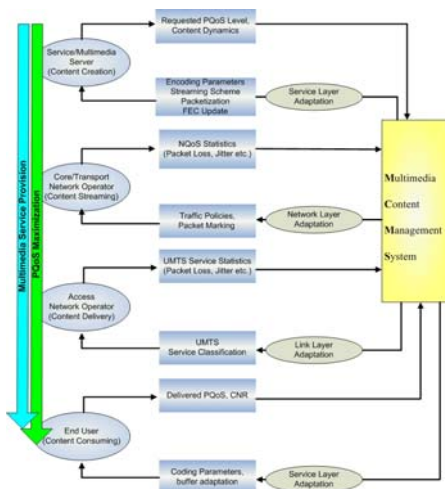 Multimedia Service Provision
PQoS Maximization
Requested PQoS Level,
Content Dynamics
Service/Multimedia
Server
(Content Creation)
Encoding Parameters
Streaming Scheme
Packetization
FEC Update
Service Layer
Adaptation
NQoS Statistics
(Packet Loss, Jitter etc.)
Core/Transport
Network Operator
(Content Streaming)
Traffic Policies,
Packet Marking
Network Layer
Adaptation
Multimedia
Content
Management
System
M
C
M
S
UMTS Service Statistics
(Packet Loss, Jitter etc.)
Access
Network Operator
(Content Delivery)
UMTS
Service Classification
Link Layer
Adaptation
Delivered PQoS, CNR
End User
(Content Consuming)
Coding Parameters,
buffer adaptation
Service Layer
Adaptation